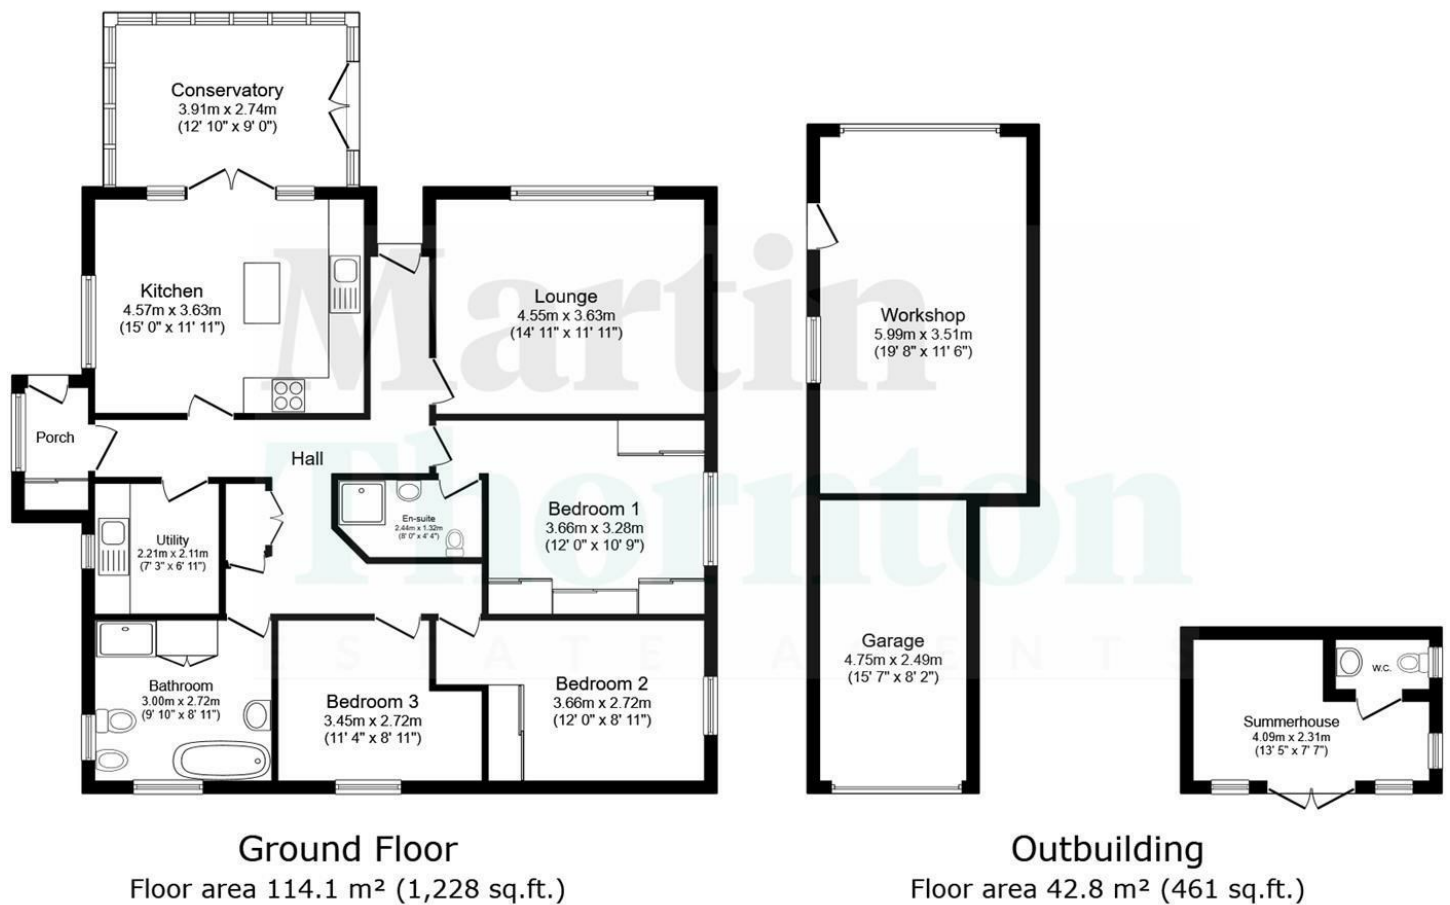 Conservatory
3.91m x 2.74m
(12' 10" x 9' 0")
Kitchen
4.57m x 3.63m
(15' 0" x 11' 11")
Lounge
4.55m x 3.63m
(14' 11" x 11' 11")
Porch
Hall
Utility
2.21m x 2.11m
(7' 3" x 6' 11")
En-suite
2.44m x 1.32m
(8' 0" x 4' 4")
Bedroom 1
3.66m x 3.28m
(12' 0" x 10' 9")
Bathroom
3.00m x 2.72m
(9' 10" x 8' 11")
Bedroom 3
3.45m x 2.72m
(11' 4" x 8' 11")
Bedroom 2
3.66m x 2.72m
(12' 0" x 8' 11")
Workshop
5.99m x 3.51m
(19' 8" x 11' 6")
Garage
4.75m x 2.49m
(15' 7" x 8' 2")
W.C.
Summerhouse
4.09m x 2.31m
(13' 5" x 7' 7")
Martin
Thornton
ESTATE AGENTS
Ground Floor
Floor area 114.1 m² (1,228 sq.ft.)
Outbuilding
Floor area 42.8 m² (461 sq.ft.)